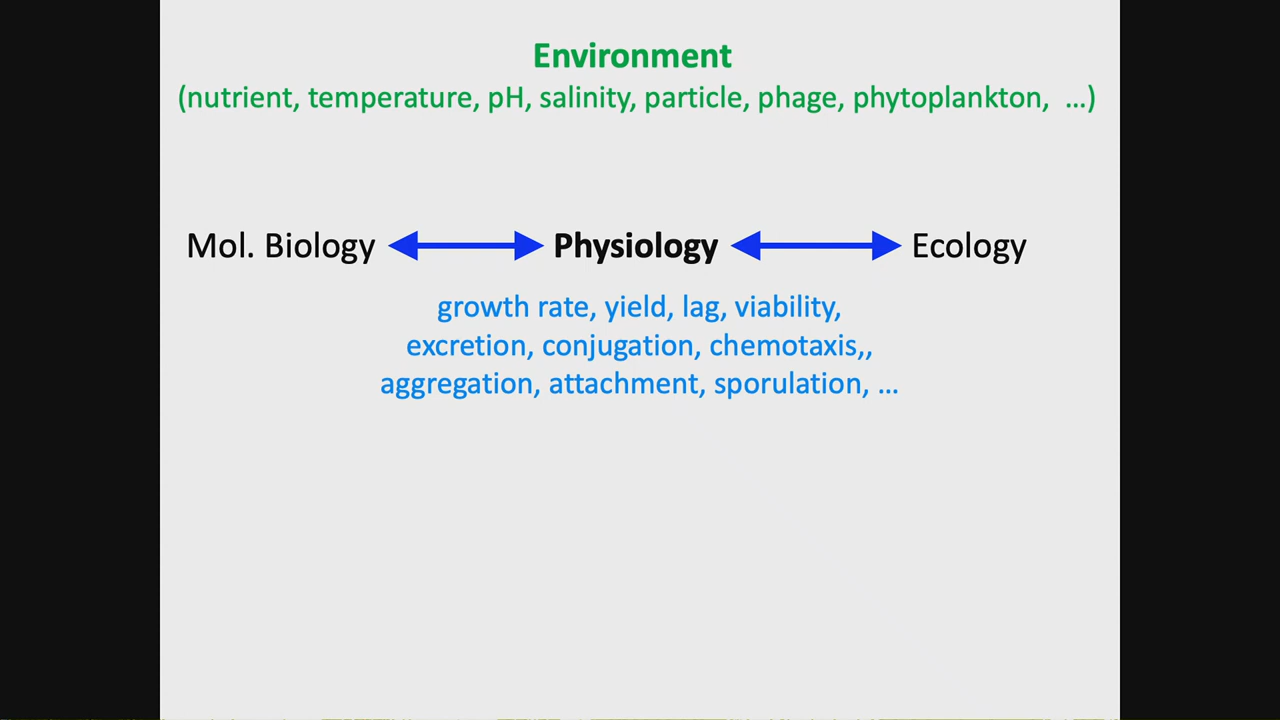 Environment
(nutrient, temperature, pH, salinity, particle, phage, phytoplankton, …)
Mol. Biology Physiology Ecology
growth rate, yield, lag, viability,
excretion, conjugation, chemotaxis,,
aggregation, attachment, sporulation, …